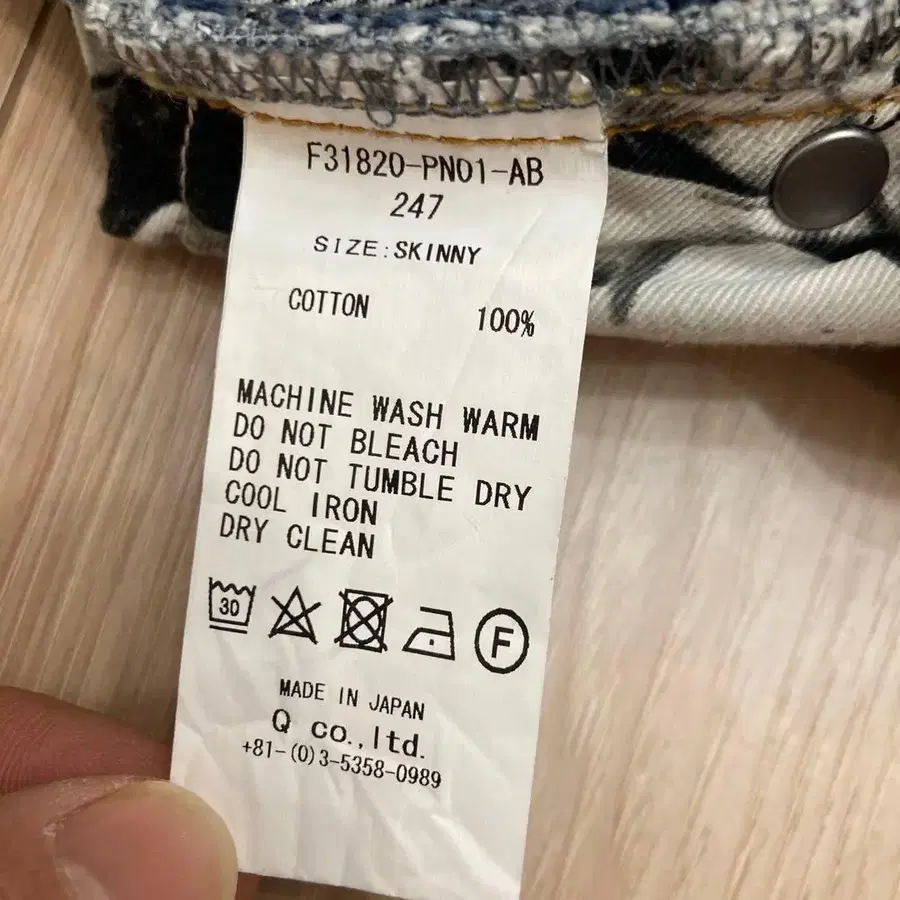 F31820-PN01-AB
247
SIZE:SKINNY
COTTON 100%
MACHINE WASH WARM
DO NOT BLEACH
DO NOT TUMBLE DRY
COOL IRON
DRY CLEAN
30 F
MADE IN JAPAN
Q co.,ltd.
+81-(0)3-5358-0989